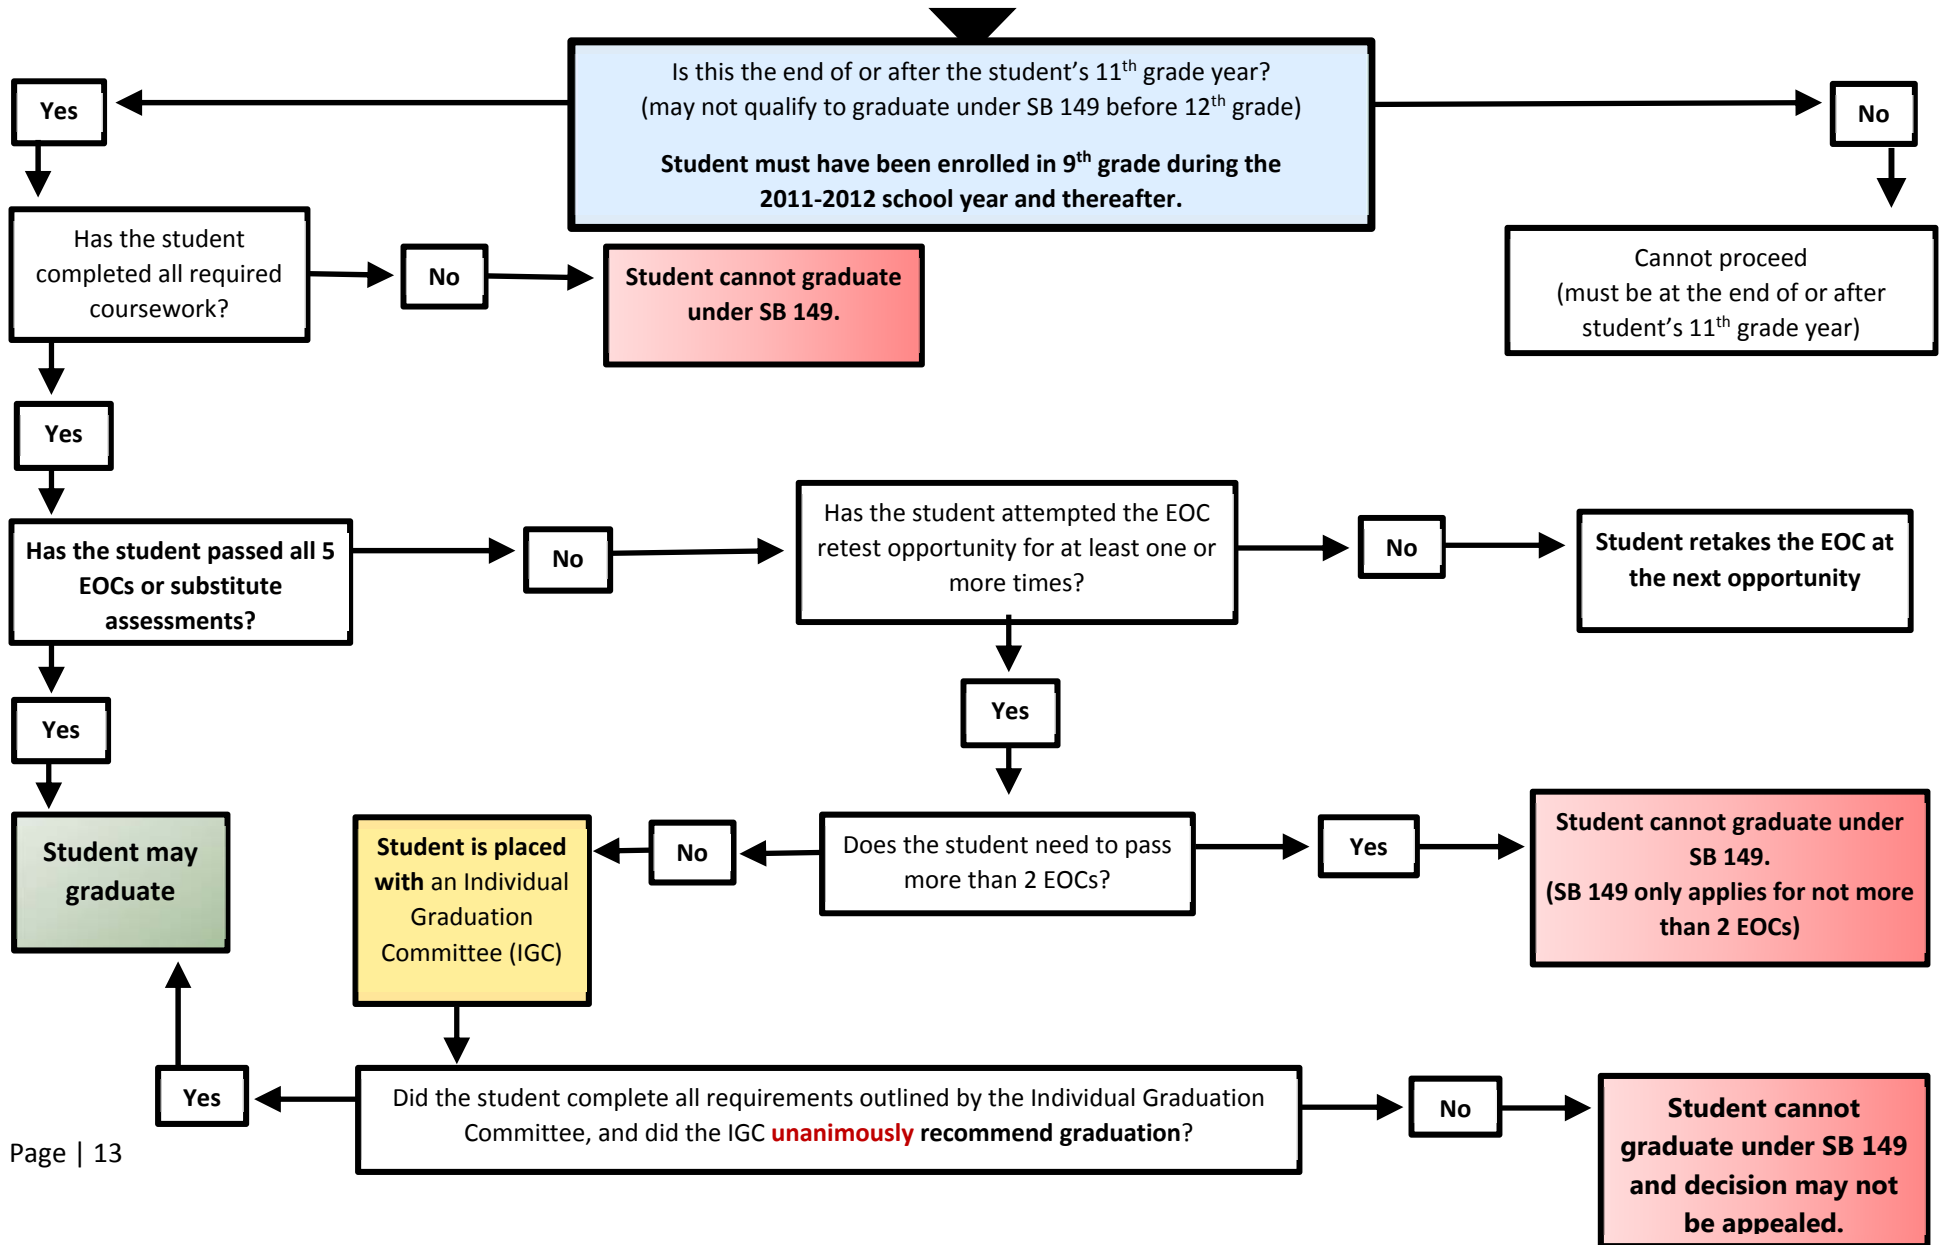 Is this the end of or after the student’s 11th grade year?
(may not qualify to graduate under SB 149 before 12th grade)
Student must have been enrolled in 9th grade during the
2011-2012 school year and thereafter.
Yes
No
Has the student
completed all required
coursework?
No
Student cannot graduate
under SB 149.
Cannot proceed
(must be at the end of or after
student’s 11th grade year)
Yes
Has the student passed all 5
EOCs or substitute
assessments?
No
Has the student attempted the EOC
retest opportunity for at least one or
more times?
No
Student retakes the EOC at
the next opportunity
Yes
Yes
Student may
graduate
Student is placed
with an Individual
Graduation
Committee (IGC)
No
Does the student need to pass
more than 2 EOCs?
Yes
Student cannot graduate under
SB 149.
(SB 149 only applies for not more
than 2 EOCs)
Yes
Did the student complete all requirements outlined by the Individual Graduation
Committee, and did the IGC unanimously recommend graduation?
No
Student cannot
graduate under SB 149
and decision may not
be appealed.
Page | 13